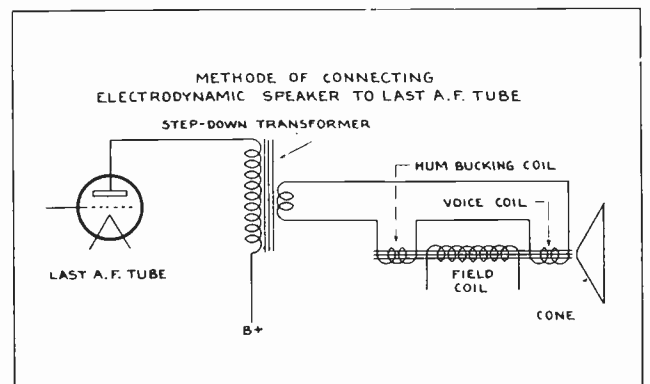 METHODE OF CONNECTING
ELECTRODYNAMIC SPEAKER TO LAST A.F. TUBE
STEP-DOWN TRANSFORMER
HUM BUCKING COIL
VOICE COIL
LAST A.F. TUBE
FIELD
COIL
CONE
B+